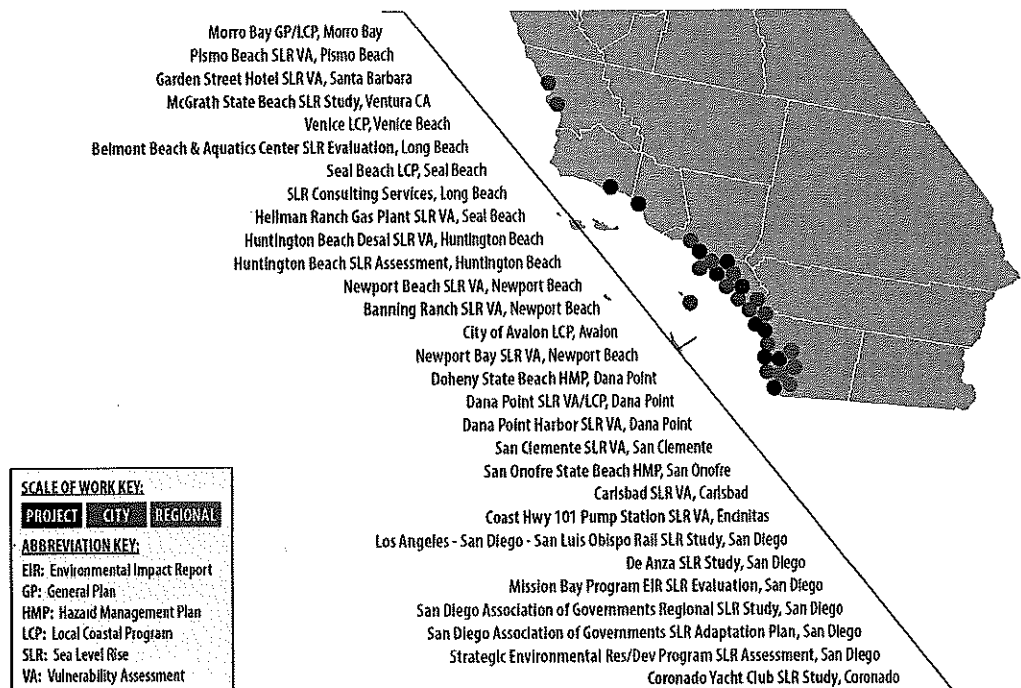 Morro Bay GP/LCP, Morro Bay
Pismo Beach SLR VA, Pismo Beach
Garden Street Hotel SLR VA, Santa Barbara
McGrath State Beach SLR Study, Ventura CA
Venice LCP, Venice Beach
Belmont Beach & Aquatics Center SLR Evaluation, Long Beach
Seal Beach LCP, Seal Beach
SLR Consulting Services, Long Beach
Hellman Ranch Gas Plant SLR VA, Seal Beach
Huntington Beach Desal SLR VA, Huntington Beach
Huntington Beach SLR Assessment, Huntington Beach
Newport Beach SLR VA, Newport Beach
Banning Ranch SLR VA, Newport Beach
City of Avalon LCP, Avalon
Newport Bay SLR VA, Newport Beach
Doheny State Beach HMP, Dana Point
Dana Point SLR VA/LCP, Dana Point
Dana Point Harbor SLR VA, Dana Point
San Clemente SLR VA, San Clemente
San Onofre State Beach HMP, San Onofre
Carlsbad SLR VA, Carlsbad
Coast Hwy 101 Pump Station SLR VA, Encinitas
Los Angeles - San Diego - San Luis Obispo Rail SLR Study, San Diego
De Anza SLR Study, San Diego
Mission Bay Program EIR SLR Evaluation, San Diego
San Diego Association of Governments Regional SLR Study, San Diego
San Diego Association of Governments SLR Adaptation Plan, San Diego
Strategic Environmental Res/Dev Program SLR Assessment, San Diego
Coronado Yacht Club SLR Study, Coronado
SCALE OF WORK KEY:
PROJECT CITY REGIONAL
ABBREVIATION KEY:
EIR: Environmental Impact Report
GP: General Plan
HMP: Hazard Management Plan
LCP: Local Coastal Program
SLR: Sea Level Rise
VA: Vulnerability Assessment